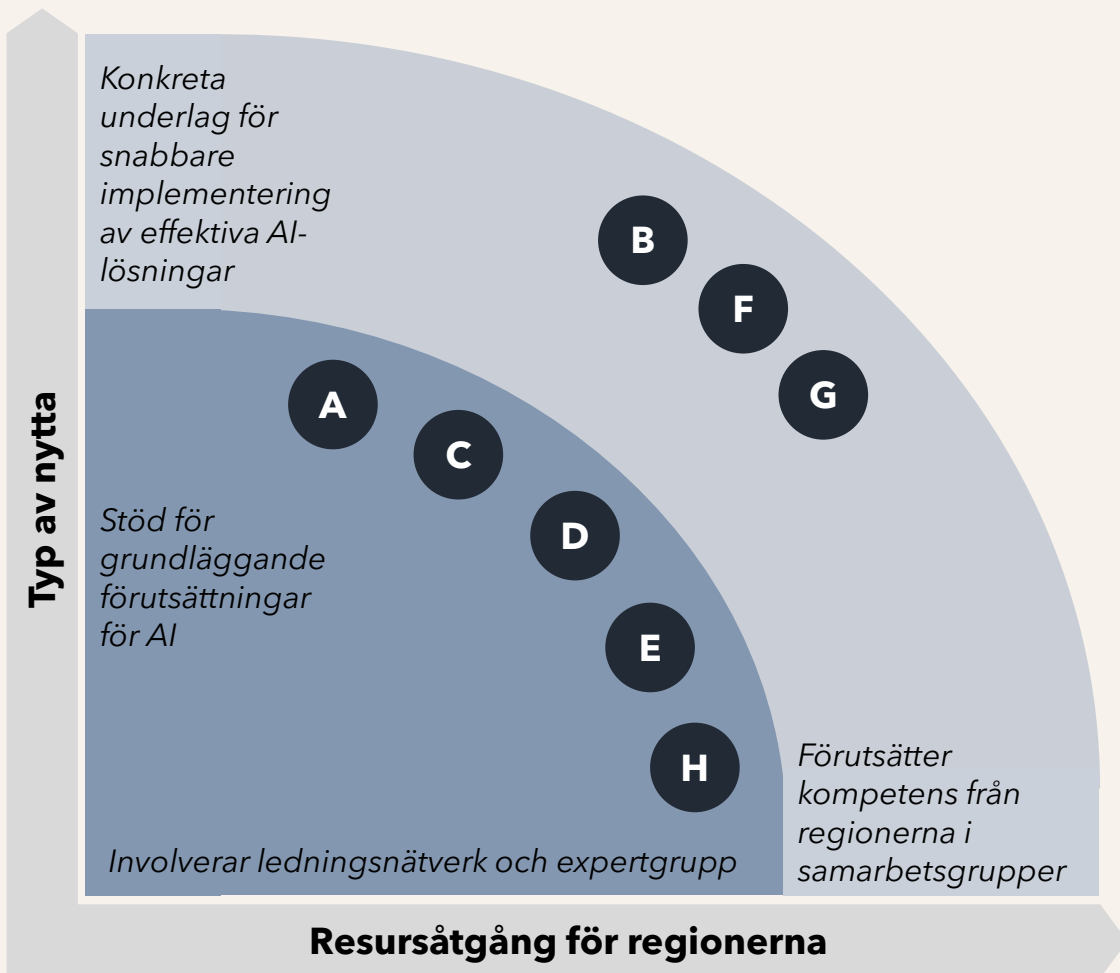 Konkreta
underlag för
snabbare
implementering
av effektiva AI-
lösningar
B
F
G
A
C
D
E
H
Typ av nytta
Stöd för
grundläggande
förutsättningar
för AI
Involverar ledningsnätverk och expertgrupp
Förutsätter
kompetens från
regionerna i
samarbetsgrupper
Resursåtgång för regionerna